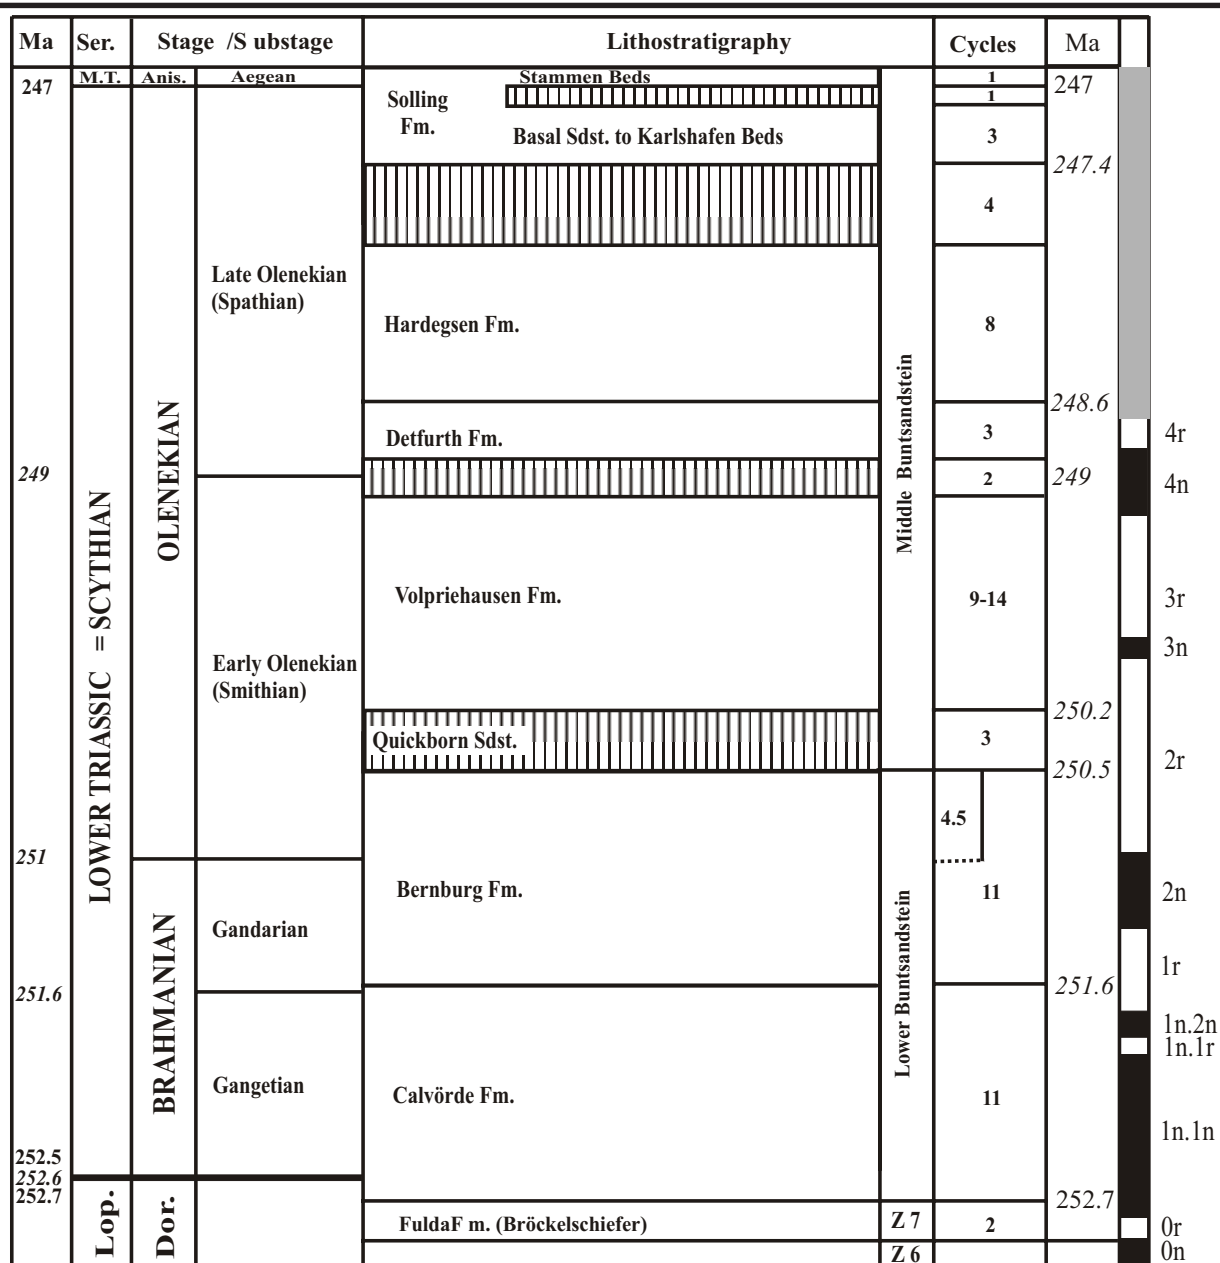 Ma Ser. Stage /S ubstage Lithostratigraphy Cycles Ma
M.T. Anis. Aegean Stammen Beds 1
247 1 247
Solling
Fm.
Basal Sdst. to Karlshafen Beds 3
247.4
4
Late Olenekian
(Spathian)
Hardegsen Fm. 8
248.6
Detfurth Fm. 3 4r
249 2 249 4n
OLENEKIAN
Middle Buntsandstein
LOWER TRIASSIC = SCYTHIAN
Volpriehausen Fm. 9-14 3r
3n
Early Olenekian
(Smithian)
250.2
Quickborn Sdst. 3
250.5 2r
4.5
251
Bernburg Fm. 11 2n
Gandarian
BRAHMANIAN
Lower Buntsandstein
1r
251.6 251.6
1n.2n
1n.1r
Gangetian
Calvörde Fm. 11
1n.1n
252.5
252.6
252.7 252.7
Lop. Dor.
FuldaF m. (Bröckelschiefer) Z 7 2 0r
Z 6 0n